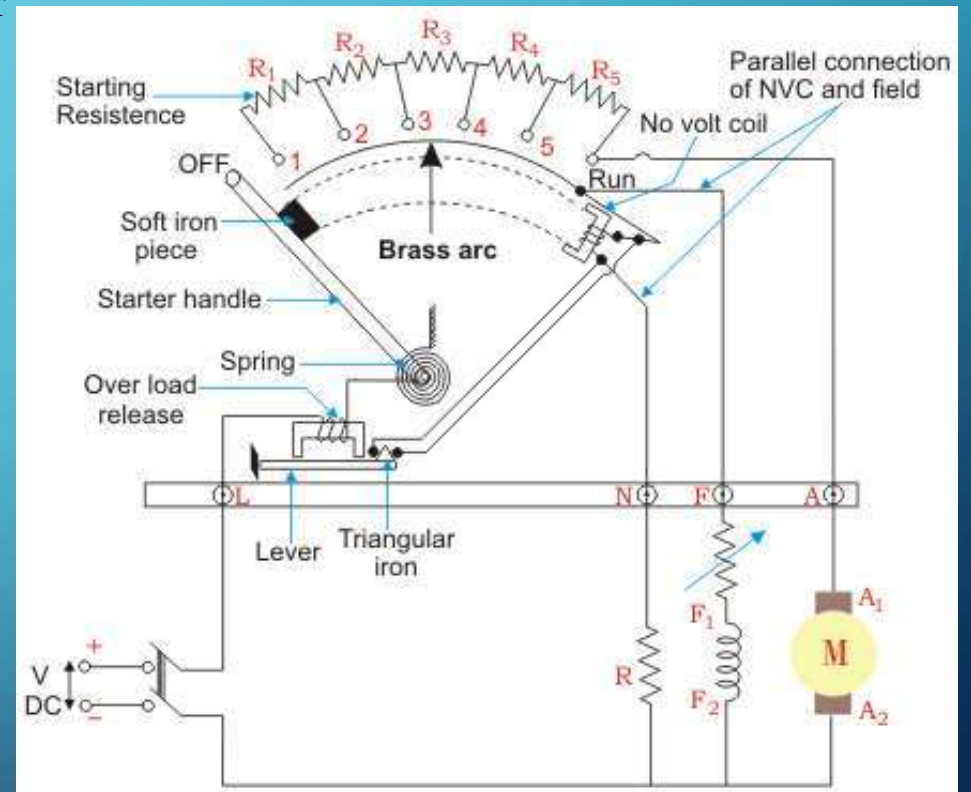 R1
R2
R3
R4
R5
Starting
Resistence
Parallel connection
of NVC and field
No volt coil
1
2
3
4
5
OFF
Run
Soft iron
piece
Brass arc
Starter handle
Spring
Over load
release
L
N
F
A
Lever
Triangular
iron
F1
A1
+
V
DC
−
M
R
F2
A2